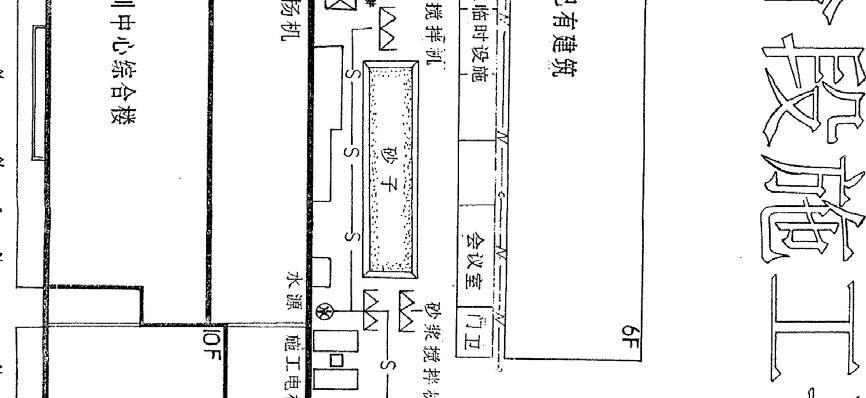 段施工
6F
有建筑
临时设施
会议室
门卫
搅拌机
砂浆搅拌
砂子
S
S
S
S
扬机
水源
施工电
10F
训中心综合楼